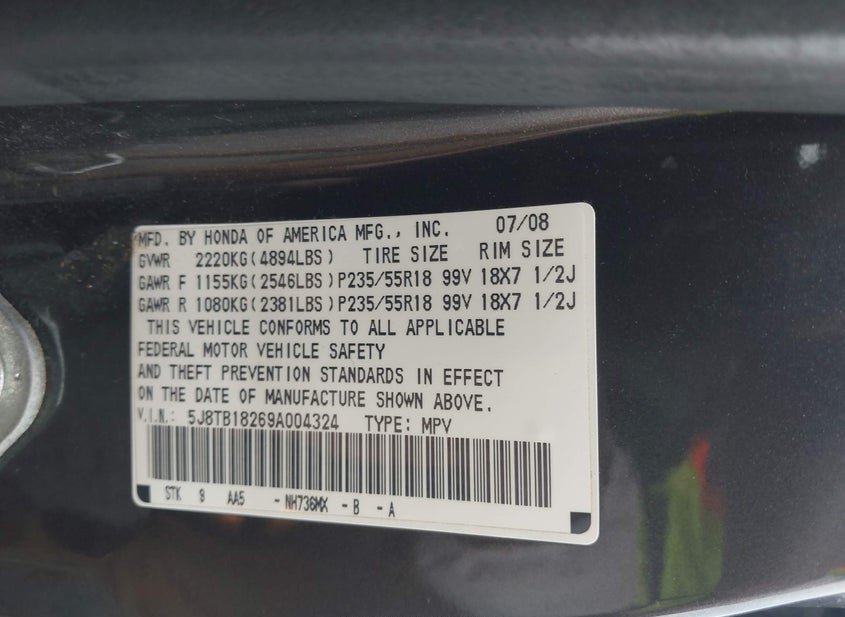 MFD. BY HONDA OF AMERICA MFG., INC. 07/08
GVWR 2220KG(4894LBS) TIRE SIZE RIM SIZE
GAWR F 1155KG(2546LBS)P235/55R18 99V 18X7 1/2J
GAWR R 1080KG(2381LBS)P235/55R18 99V 18X7 1/2J
THIS VEHICLE CONFORMS TO ALL APPLICABLE
FEDERAL MOTOR VEHICLE SAFETY
AND THEFT PREVENTION STANDARDS IN EFFECT
ON THE DATE OF MANUFACTURE SHOWN ABOVE.
V.I.N.: 5J8TB18269A004324 TYPE: MPV
STK 9 AA5 -NH736MX -B -A